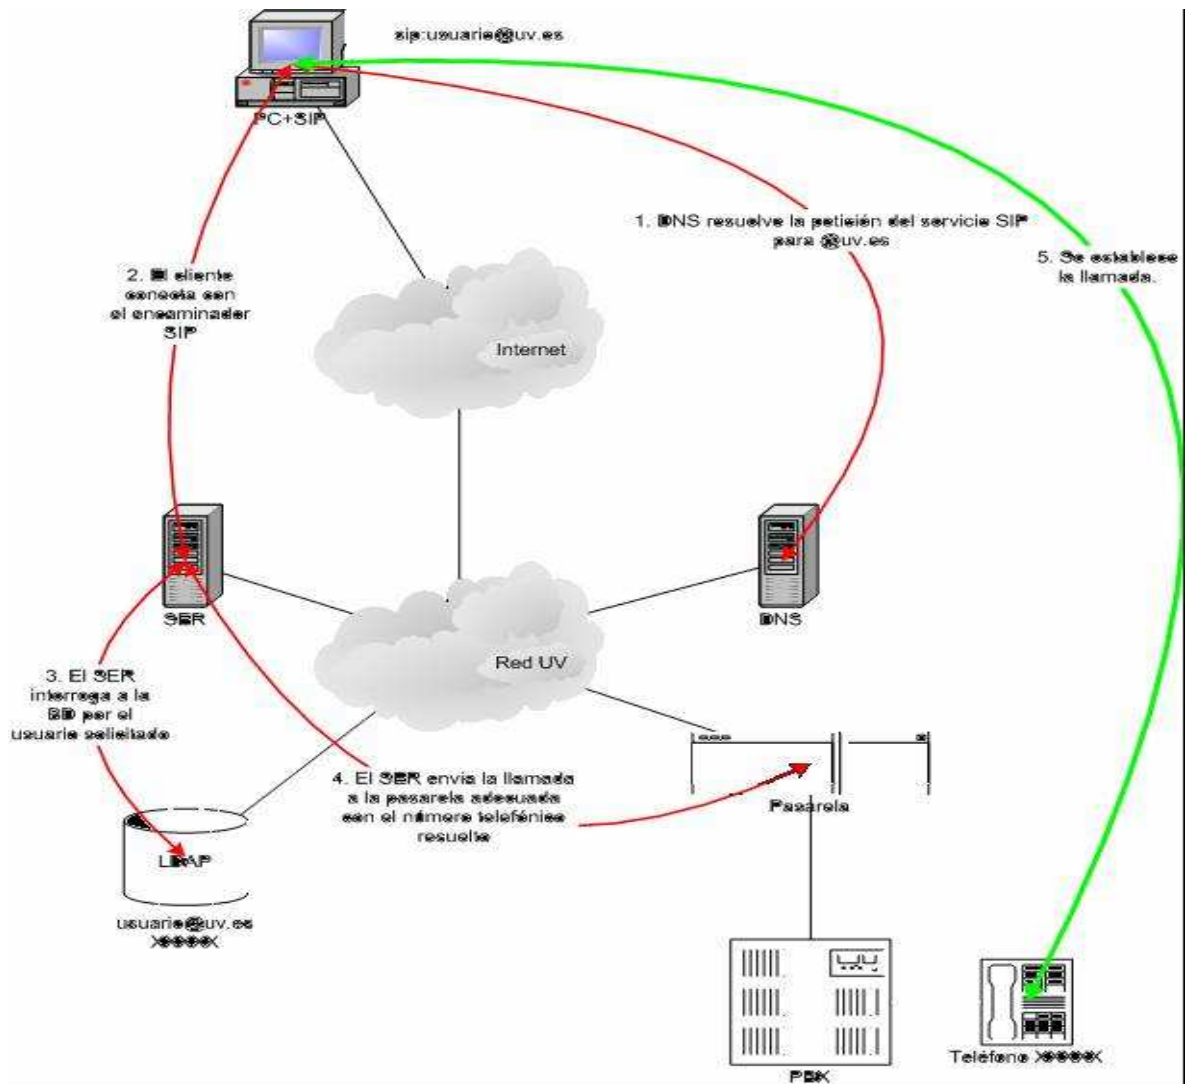 sip:usuario@uv.es
PC+SIP
1. DNS resuelve la petición del servicio SIP
para @uv.es
5. Se establece
la llamada.
2. El cliente
conecta con
el encaminador
SIP
Internet
SER
DNS
Red UV
3. El SER
interroga a la
BD por el
usuario solicitado
4. El SER envía la llamada
a la pasarela adecuada
con el número telefónico
resuelto
Pasarela
LDAP
usuario@uv.es
XXXXX
PBX
Teléfono XXXXX